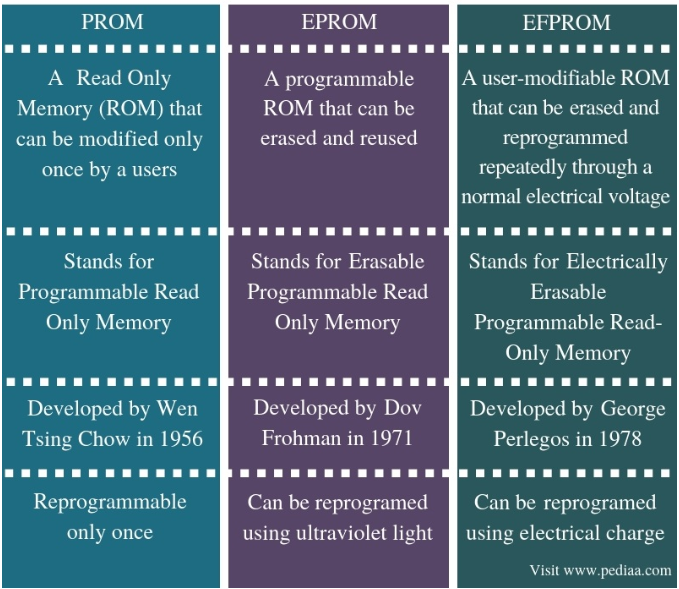 PROM
A Read Only
Memory (ROM) that
can be modified only
once by a users
Stands for
Programmable Read
Only Memory
Developed by Wen
Tsing Chow in 1956
Reprogrammable
only once
EPROM
A programmable
ROM that can be
erased and reused
Stands for Erasable
Programmable Read
Only Memory
Developed by Dov
Frohman in 1971
Can be reprogramed
using ultraviolet light
EFPROM
A user-modifiable ROM
that can be erased and
reprogrammed
repeatedly through a
normal electrical voltage
Stands for Electrically
Erasable
Programmable Read-
Only Memory
Developed by George
Perlegos in 1978
Can be reprogramed
using electrical charge
Visit www.pediaa.com